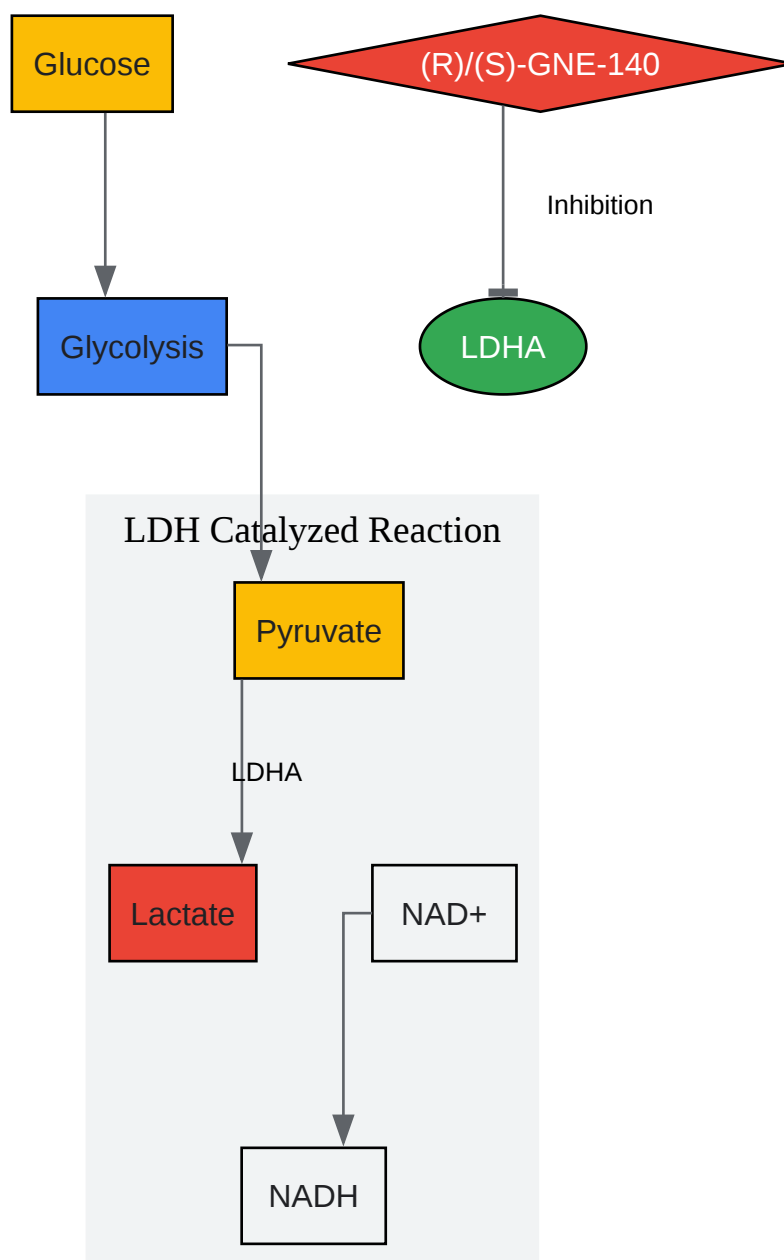 Glucose
(R)/(S)-GNE-140
Inhibition
Glycolysis
LDHA
LDH Catalyzed Reaction
Pyruvate
LDHA
Lactate
NAD+
NADH